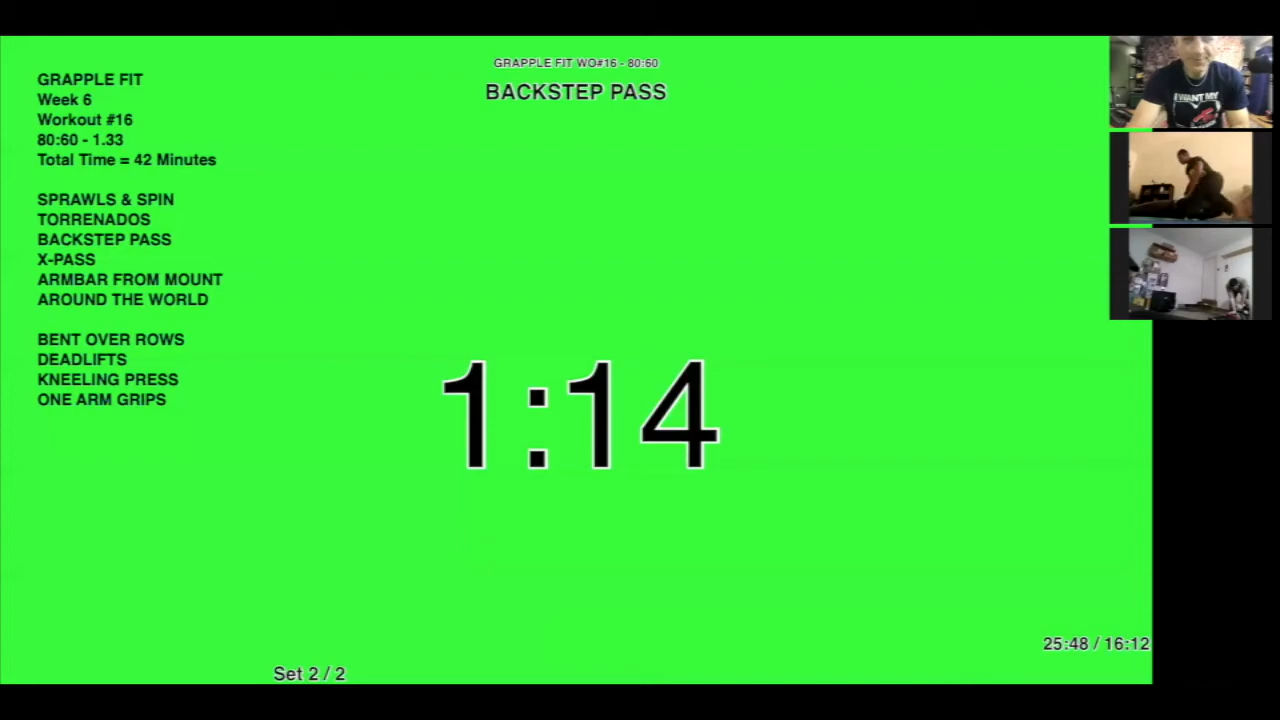 GRAPPLE FIT WO#16 - 80:60
BACKSTEP PASS
GRAPPLE FIT
Week 6
Workout #16
80:60 - 1.33
Total Time = 42 Minutes
SPRAWLS & SPIN
TORRENADOS
BACKSTEP PASS
X-PASS
ARMBAR FROM MOUNT
AROUND THE WORLD
BENT OVER ROWS
DEADLIFTS
KNEELING PRESS
ONE ARM GRIPS
1:14
25:48 / 16:12
Set 2 / 2
I WANT MY